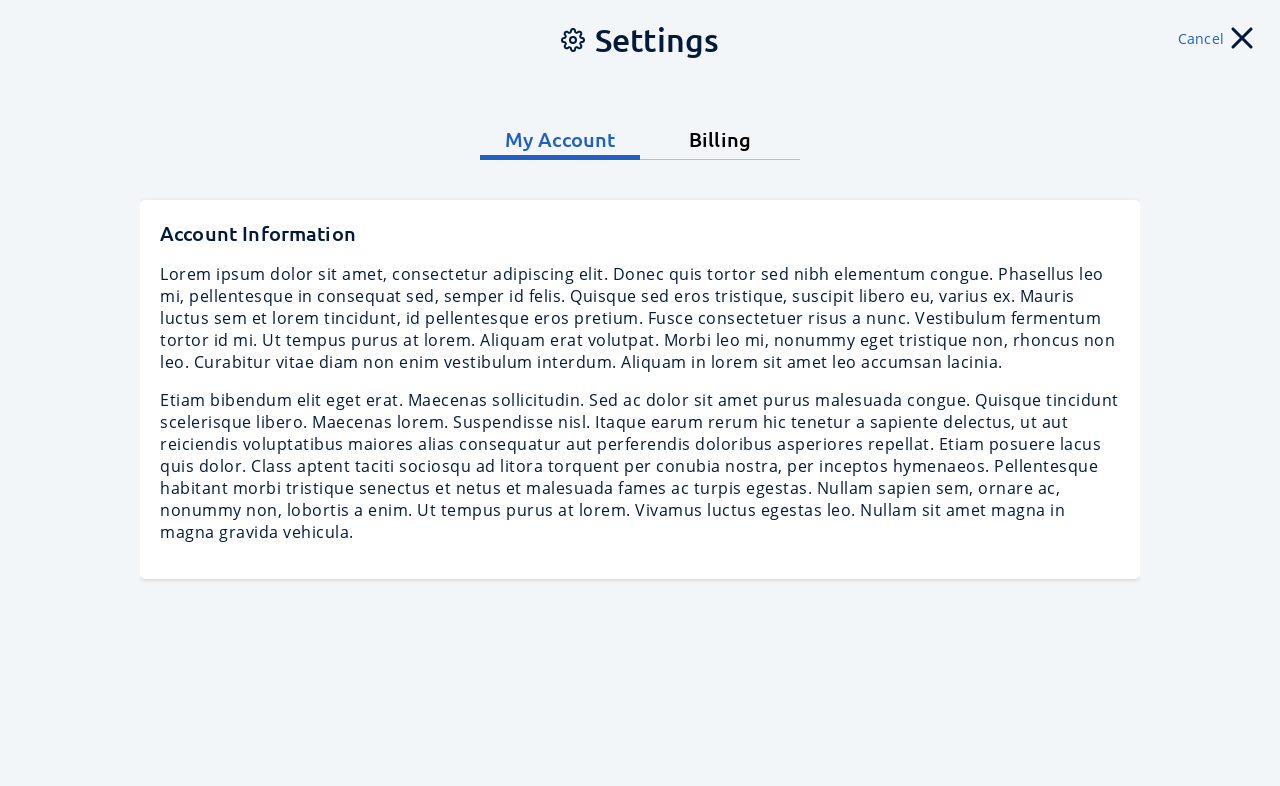 Settings
Cancel
My Account
Billing
Account Information
Lorem ipsum dolor sit amet, consectetur adipiscing elit. Donec quis tortor sed nibh elementum congue. Phasellus leo
mi, pellentesque in consequat sed, semper id felis. Quisque sed eros tristique, suscipit libero eu, varius ex. Mauris
luctus sem et lorem tincidunt, id pellentesque eros pretium. Fusce consectetuer risus a nunc. Vestibulum fermentum
tortor id mi. Ut tempus purus at lorem. Aliquam erat volutpat. Morbi leo mi, nonummy eget tristique non, rhoncus non
leo. Curabitur vitae diam non enim vestibulum interdum. Aliquam in lorem sit amet leo accumsan lacinia.
Etiam bibendum elit eget erat. Maecenas sollicitudin. Sed ac dolor sit amet purus malesuada congue. Quisque tincidunt
scelerisque libero. Maecenas lorem. Suspendisse nisl. Itaque earum rerum hic tenetur a sapiente delectus, ut aut
reiciendis voluptatibus maiores alias consequatur aut perferendis doloribus asperiores repellat. Etiam posuere lacus
quis dolor. Class aptent taciti sociosqu ad litora torquent per conubia nostra, per inceptos hymenaeos. Pellentesque
habitant morbi tristique senectus et netus et malesuada fames ac turpis egestas. Nullam sapien sem, ornare ac,
nonummy non, lobortis a enim. Ut tempus purus at lorem. Vivamus luctus egestas leo. Nullam sit amet magna in
magna gravida vehicula.